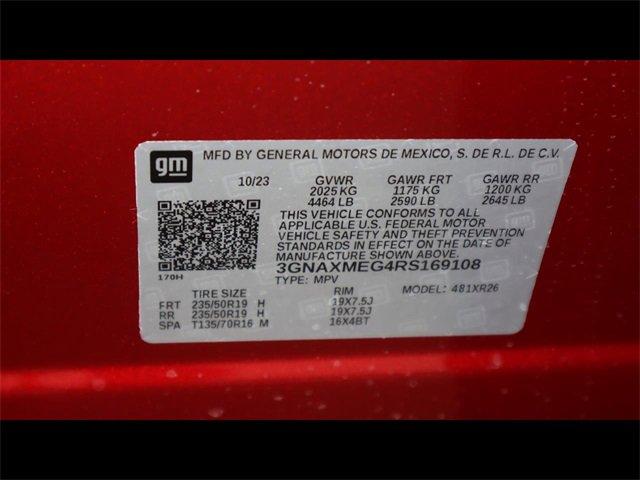 gm MFD BY GENERAL MOTORS DE MEXICO, S. DE R.L. DE C.V.
10/23 GVWR GAWR FRT GAWR RR
2025 KG 1175 KG 1200 KG
4464 LB 2590 LB 2645 LB
THIS VEHICLE CONFORMS TO ALL
APPLICABLE U.S. FEDERAL MOTOR
VEHICLE SAFETY AND THEFT PREVENTION
STANDARDS IN EFFECT ON THE DATE OF
MANUFACTURE SHOWN ABOVE.
170H 3GNAXMEG4RS169108
TYPE: MPV MODEL: 481XR26
TIRE SIZE RIM
FRT 235/50R19 H 19X7.5J
RR 235/50R19 H 19X7.5J
SPA T135/70R16 M 16X4BT